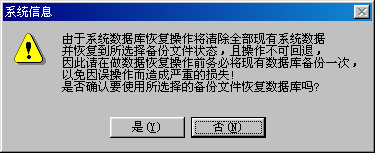 系统信息
由于系统数据库恢复操作将清除全部现有系统数据
并恢复到所选择备份文件状态,且操作不可回退,
因此请在做数据恢复操作前务必将现有数据库备份一次,
以免因误操作而造成严重的损失!
是否确认要使用所选择的备份文件恢复数据库吗?
是(Y) 否(N)